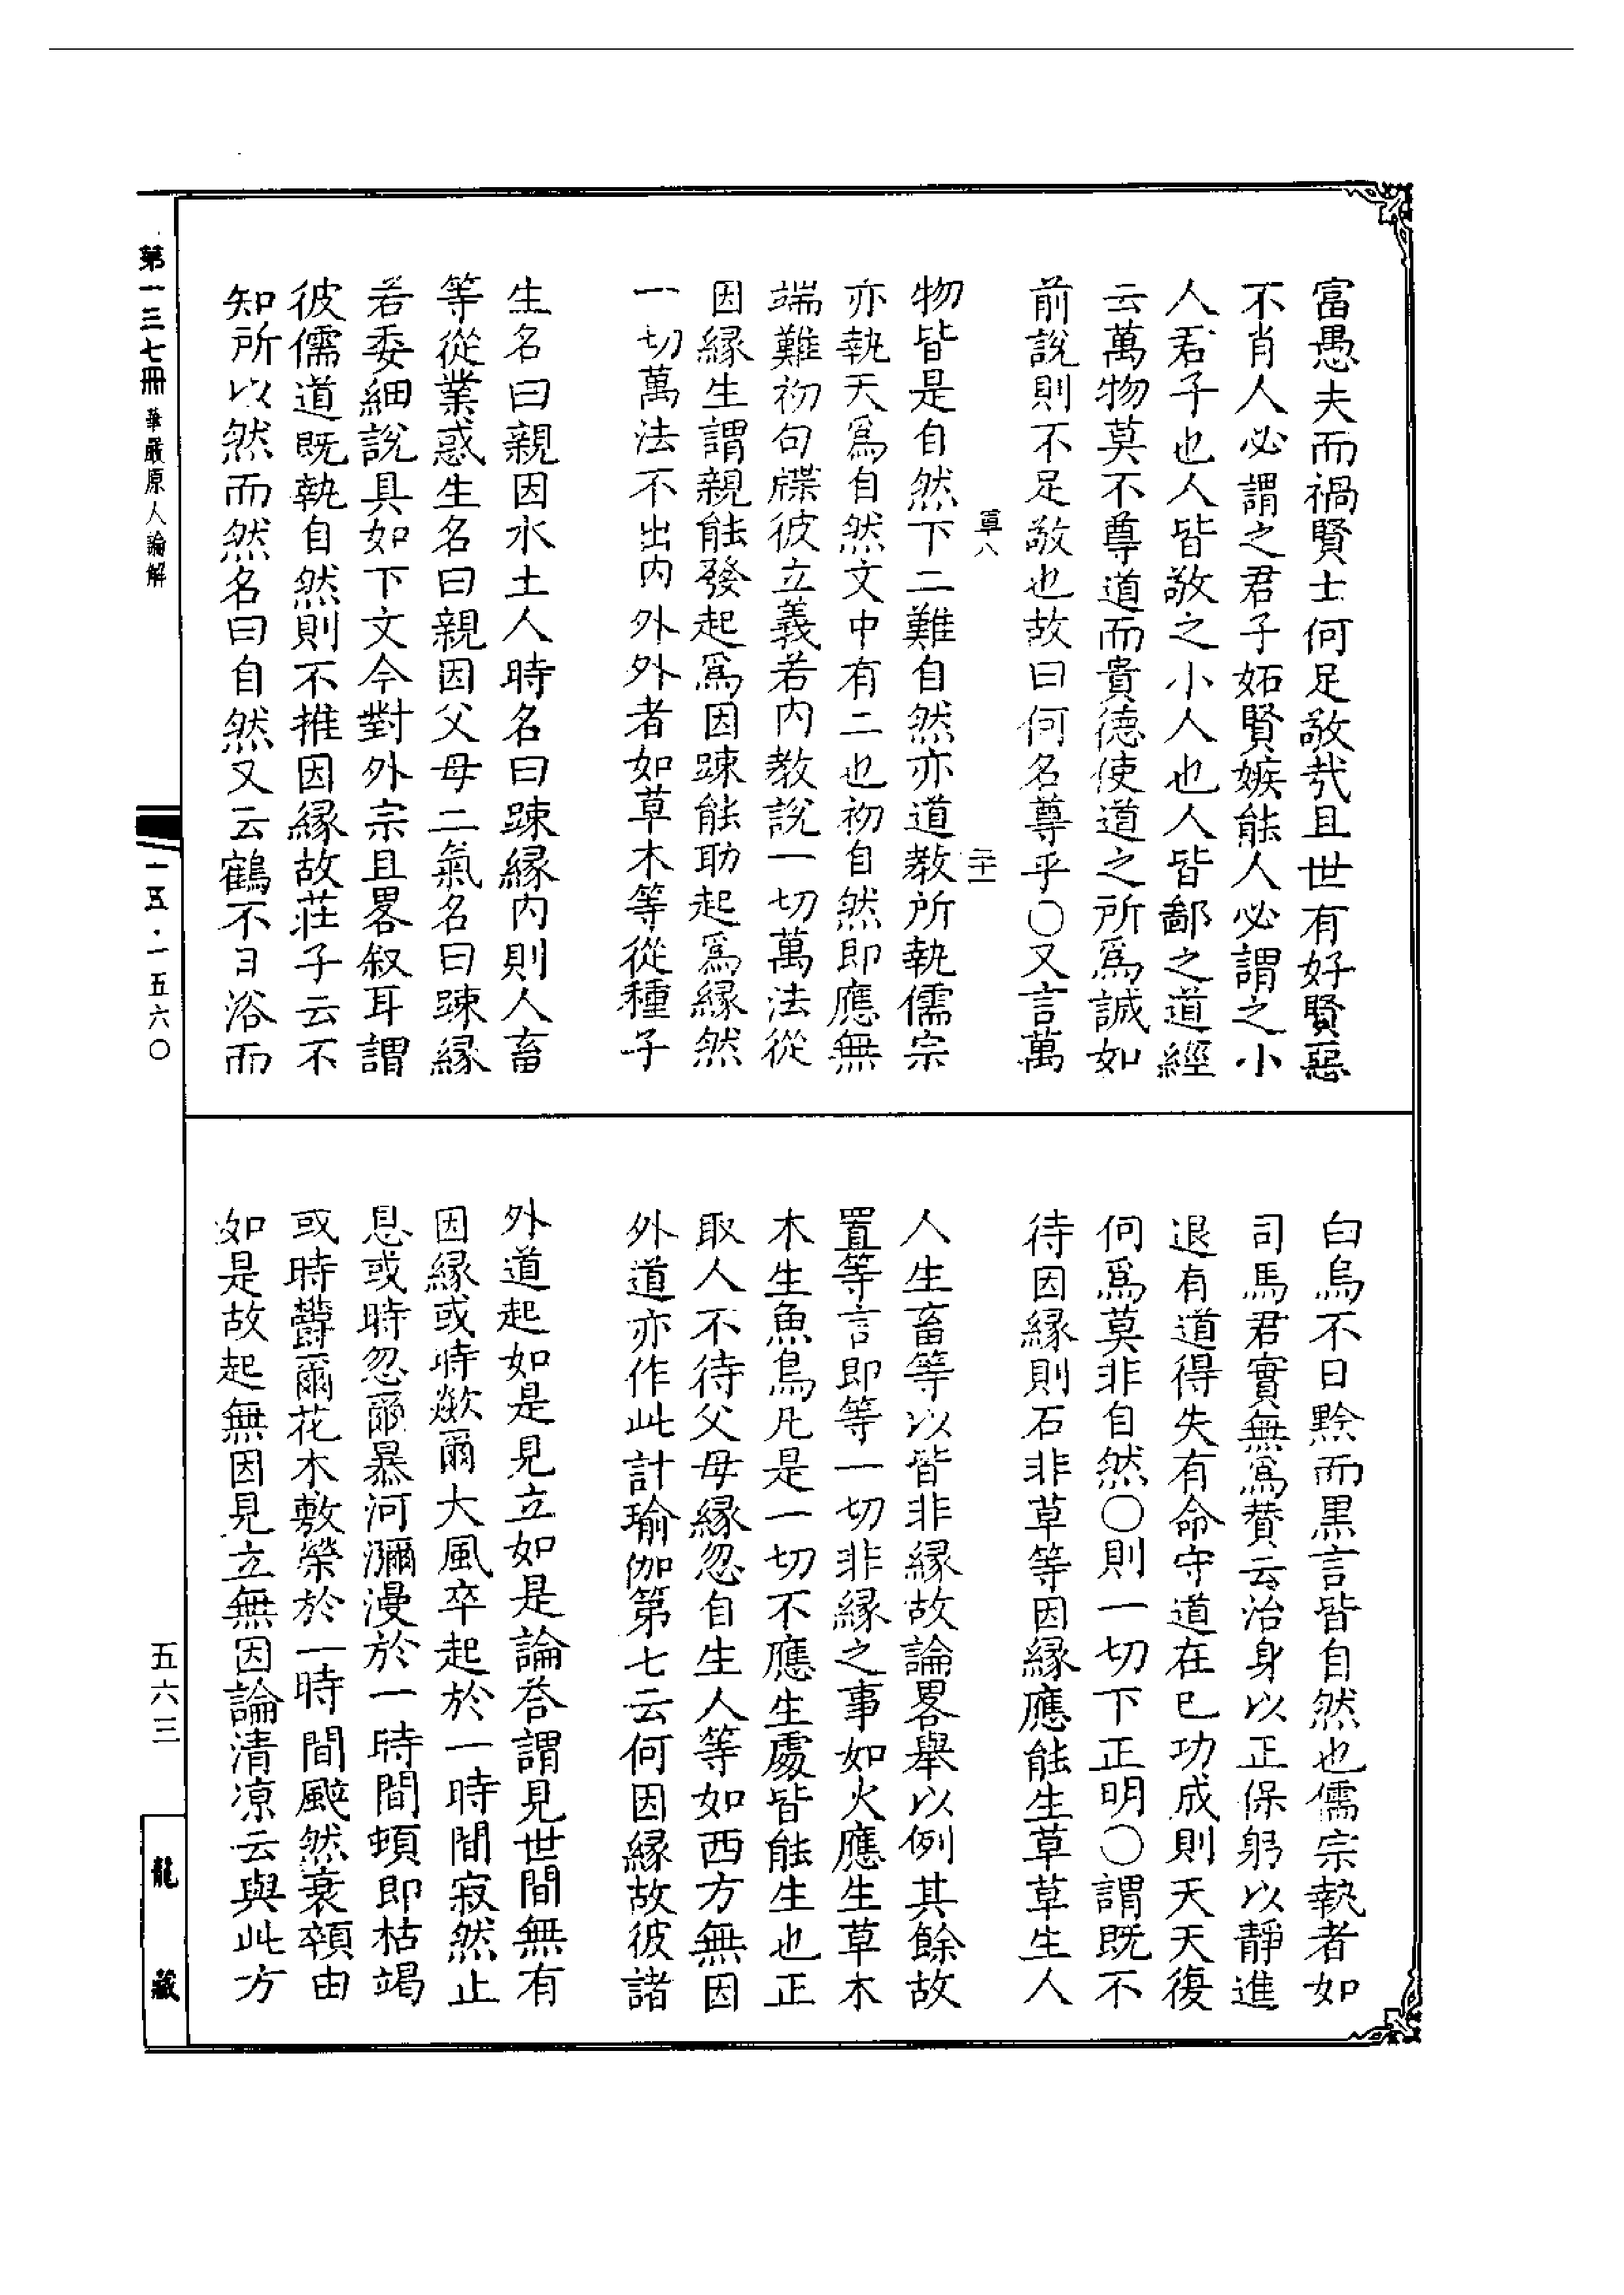 富愚夫而禍賢士何足敬哉且世有好賢惡
不肖人必謂之君子妬賢嫉能人必謂之小
人君子也人皆敬之小人也人皆鄙之道經
云萬物莫不尊道而貴德使道之所爲誠如
前說則不足敬也故曰何名尊乎〇又言萬
覃八
二十一
物皆是自然下二難自然亦道教所執儒宗
亦執天爲自然文中有二也初自然即應無
端難初句牒彼立義若內教說一切萬法從
因緣生謂親能發起爲因踈能助起爲緣然
一切萬法不出內外外者如草木等從種子
生名曰親因水土人時名曰踈緣內則人畜
等從業惑生名曰親因父母二氣名曰踈緣
若委細說具如下文今對外宗且畧叙耳謂
彼儒道既執自然則不推因緣故莊子云不
知所以然而然名曰自然又云鶴不日浴而
白烏不日黔而黑言皆自然也儒宗執者如
司馬君實無爲贊云治身以正保躬以靜進
退有道得失有命守道在已功成則天天復
何爲莫非自然〇則一切下正明〇謂既不
待因緣則石非草等因緣應能生草草生人
人生畜等以皆非緣故論畧舉以例其餘故
置等言即等一切非緣之事如火應生草木
木生魚鳥凡是一切不應生處皆能生也正
取人不待父母緣忽自生人等如西方無因
外道亦作此計瑜伽第七云何因緣故彼諸
外道起如是見立如是論荅謂見世間無有
因緣或時歘爾大風卒起於一時間寂然止
息或時忽爾暴河瀰漫於一時間頓即枯竭
或時欝爾花木敷榮於一時間颯然衰顇由
如是故起無因見立無因論清凉云與此方
第一三七冊 華嚴原人論解
一五·一五六〇
五六三
龍藏